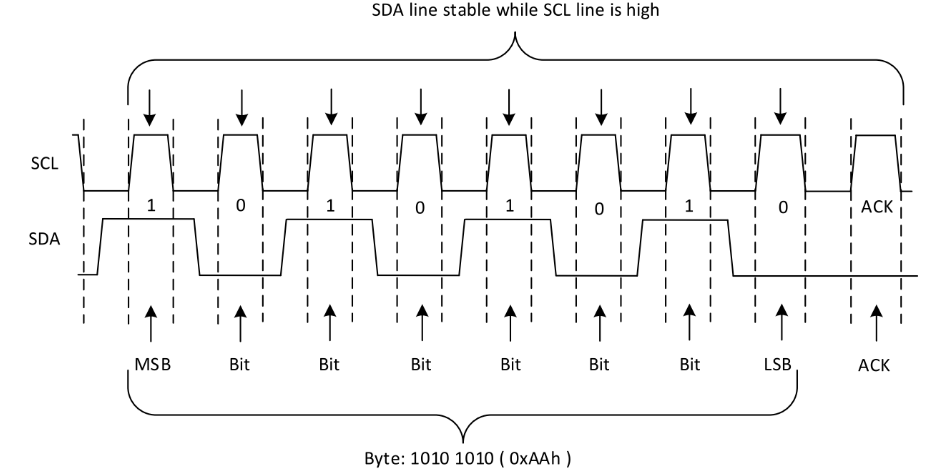 SDA line stable while SCL line is high
SCL
1 0 1 0 1 0 1 0 ACK
SDA
MSB Bit Bit Bit Bit Bit Bit LSB ACK
Byte: 1010 1010 ( 0xAAh )